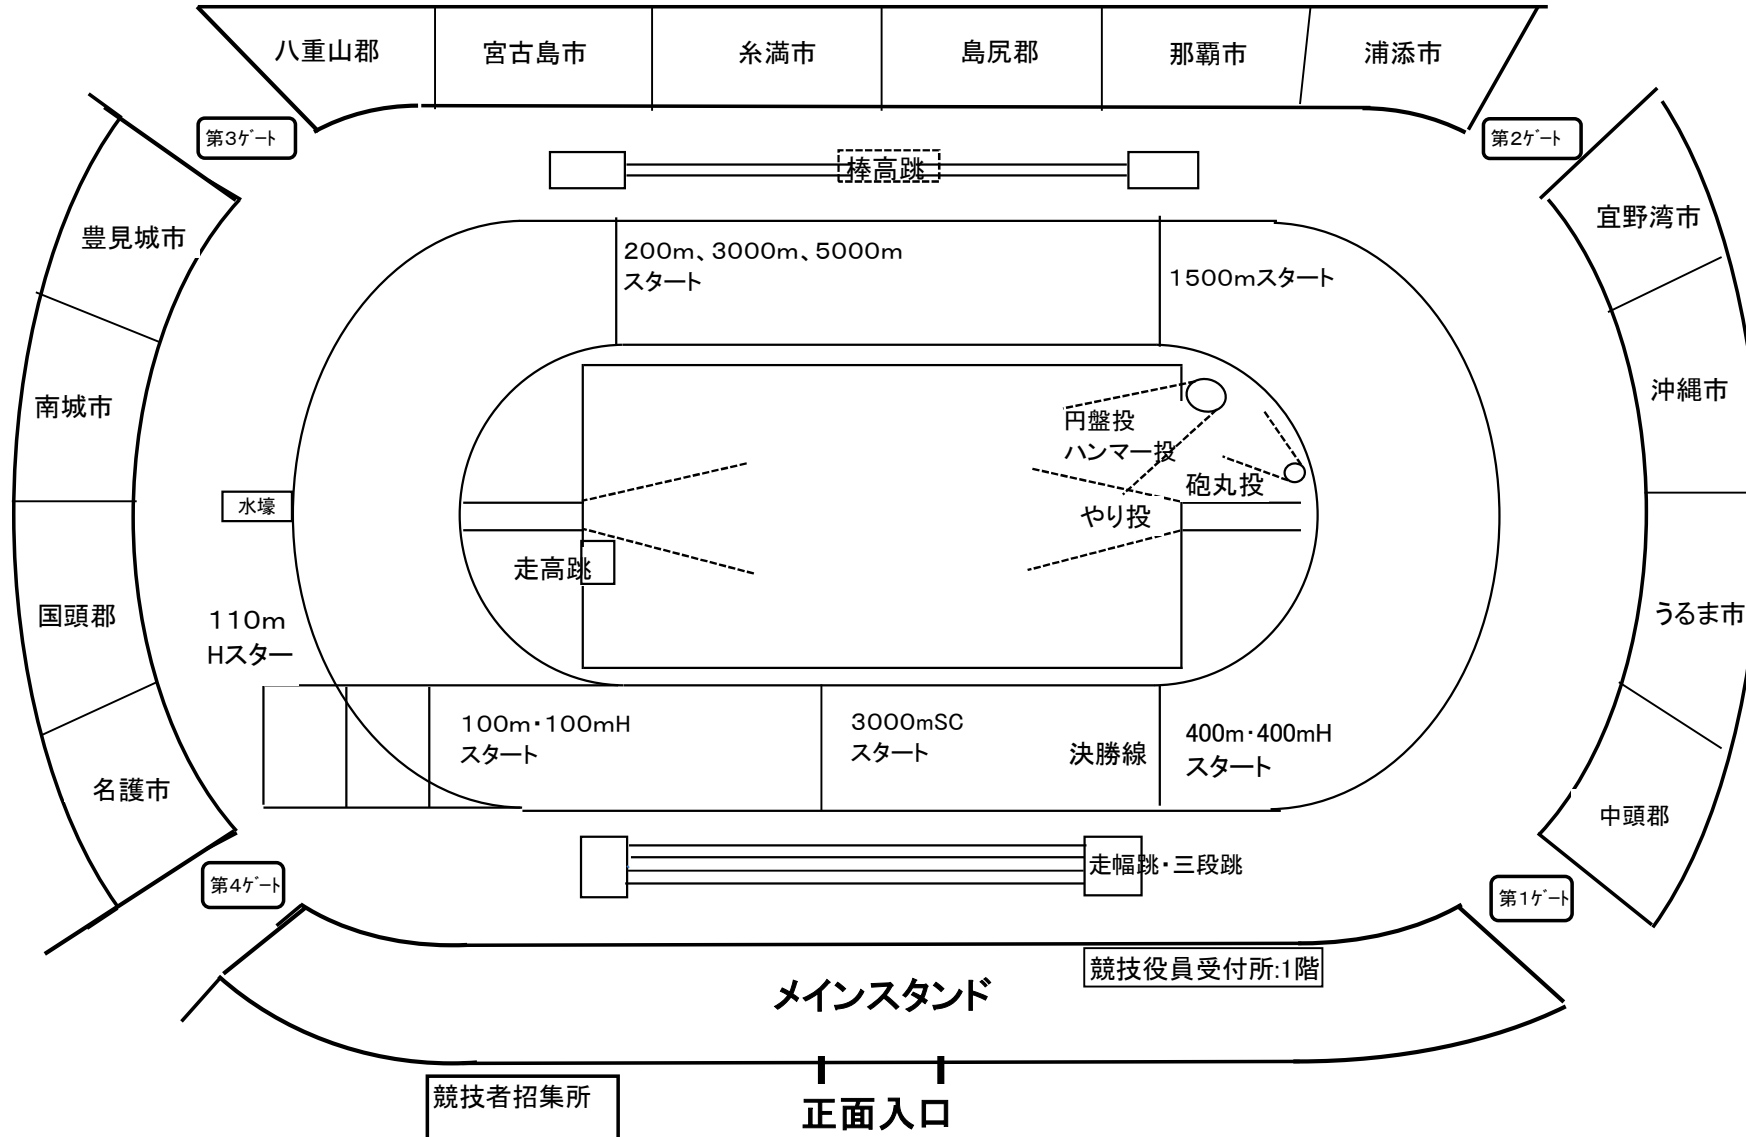 八重山郡
宮古島市
糸満市
島尻郡
那覇市
浦添市
第3ｹﾞｰﾄ
第2ｹﾞｰﾄ
棒高跳
豊見城市
宜野湾市
200m、3000m、5000m
スタート
1500mスタート
南城市
沖縄市
円盤投
ハンマー投
砲丸投
やり投
水壕
走高跳
国頭郡
うるま市
110m
Hスター
100m・100mH
スタート
3000mSC
スタート
決勝線
400m・400mH
スタート
名護市
中頭郡
第4ｹﾞｰﾄ
走幅跳・三段跳
第1ｹﾞｰﾄ
競技役員受付所:1階
メインスタンド
競技者招集所
正面入口